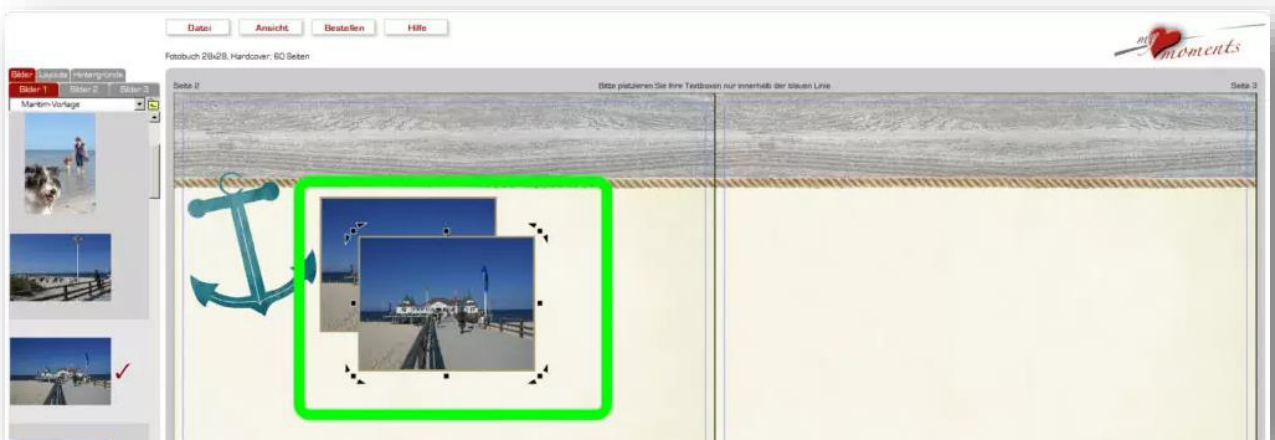 Datei Ansicht Bestellen Hilfe
my moments
Fotobuch 28x28, Hardcover, 60 Seiten
Bilder Layouts Hintergründe
Bilder 1 Bilder 2 Bilder 3
Maritim-Vorlage
Seite 2 Bitte platzieren Sie Ihre Textboxen nur innerhalb der blauen Linie Seite 3